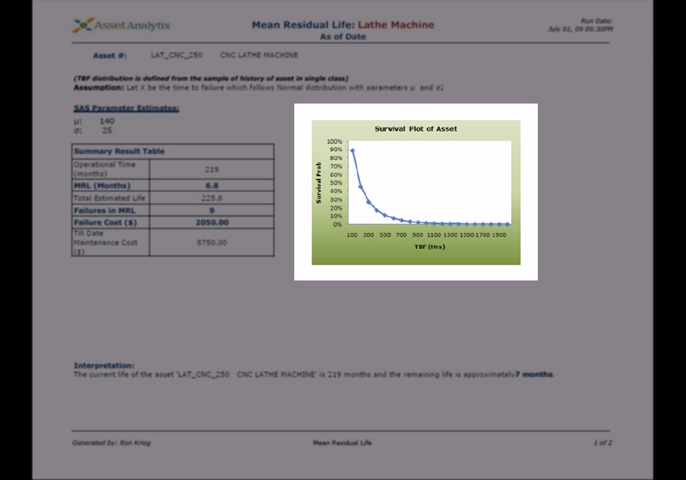 AssetAnalytix
Mean Residual Life: Lathe Machine
As of Date
Run Date:
July 01, 09 09:30PM
Asset #: LAT_CNC_250 CNC LATHE MACHINE
(TBF distribution is defined from the sample of history of asset in single class)
Assumption: Let X be the time to failure which follows Normal distribution with parameters μ and σ2
SAS Parameter Estimates:
μ: 140
σ: 25
Summary Result Table
Operational Time (months) 219
MRL (Months) 6.8
Total Estimated Life 225.8
Failures in MRL 9
Failure Cost ($) 2050.00
Till Date
Maintenance Cost 5750.00
($)
Survival Plot of Asset
Survival Prob
100%
90%
80%
70%
60%
50%
40%
30%
20%
10%
0%
100 300 500 700 900 1100 1300 1500 1700 1900
TBF (Hrs)
Interpretation:
The current life of the asset 'LAT_CNC_250 CNC LATHE MACHINE' is 219 months and the remaining life is approximately7 months.
Generated by: Ron Krieg Mean Residual Life 1 of 2